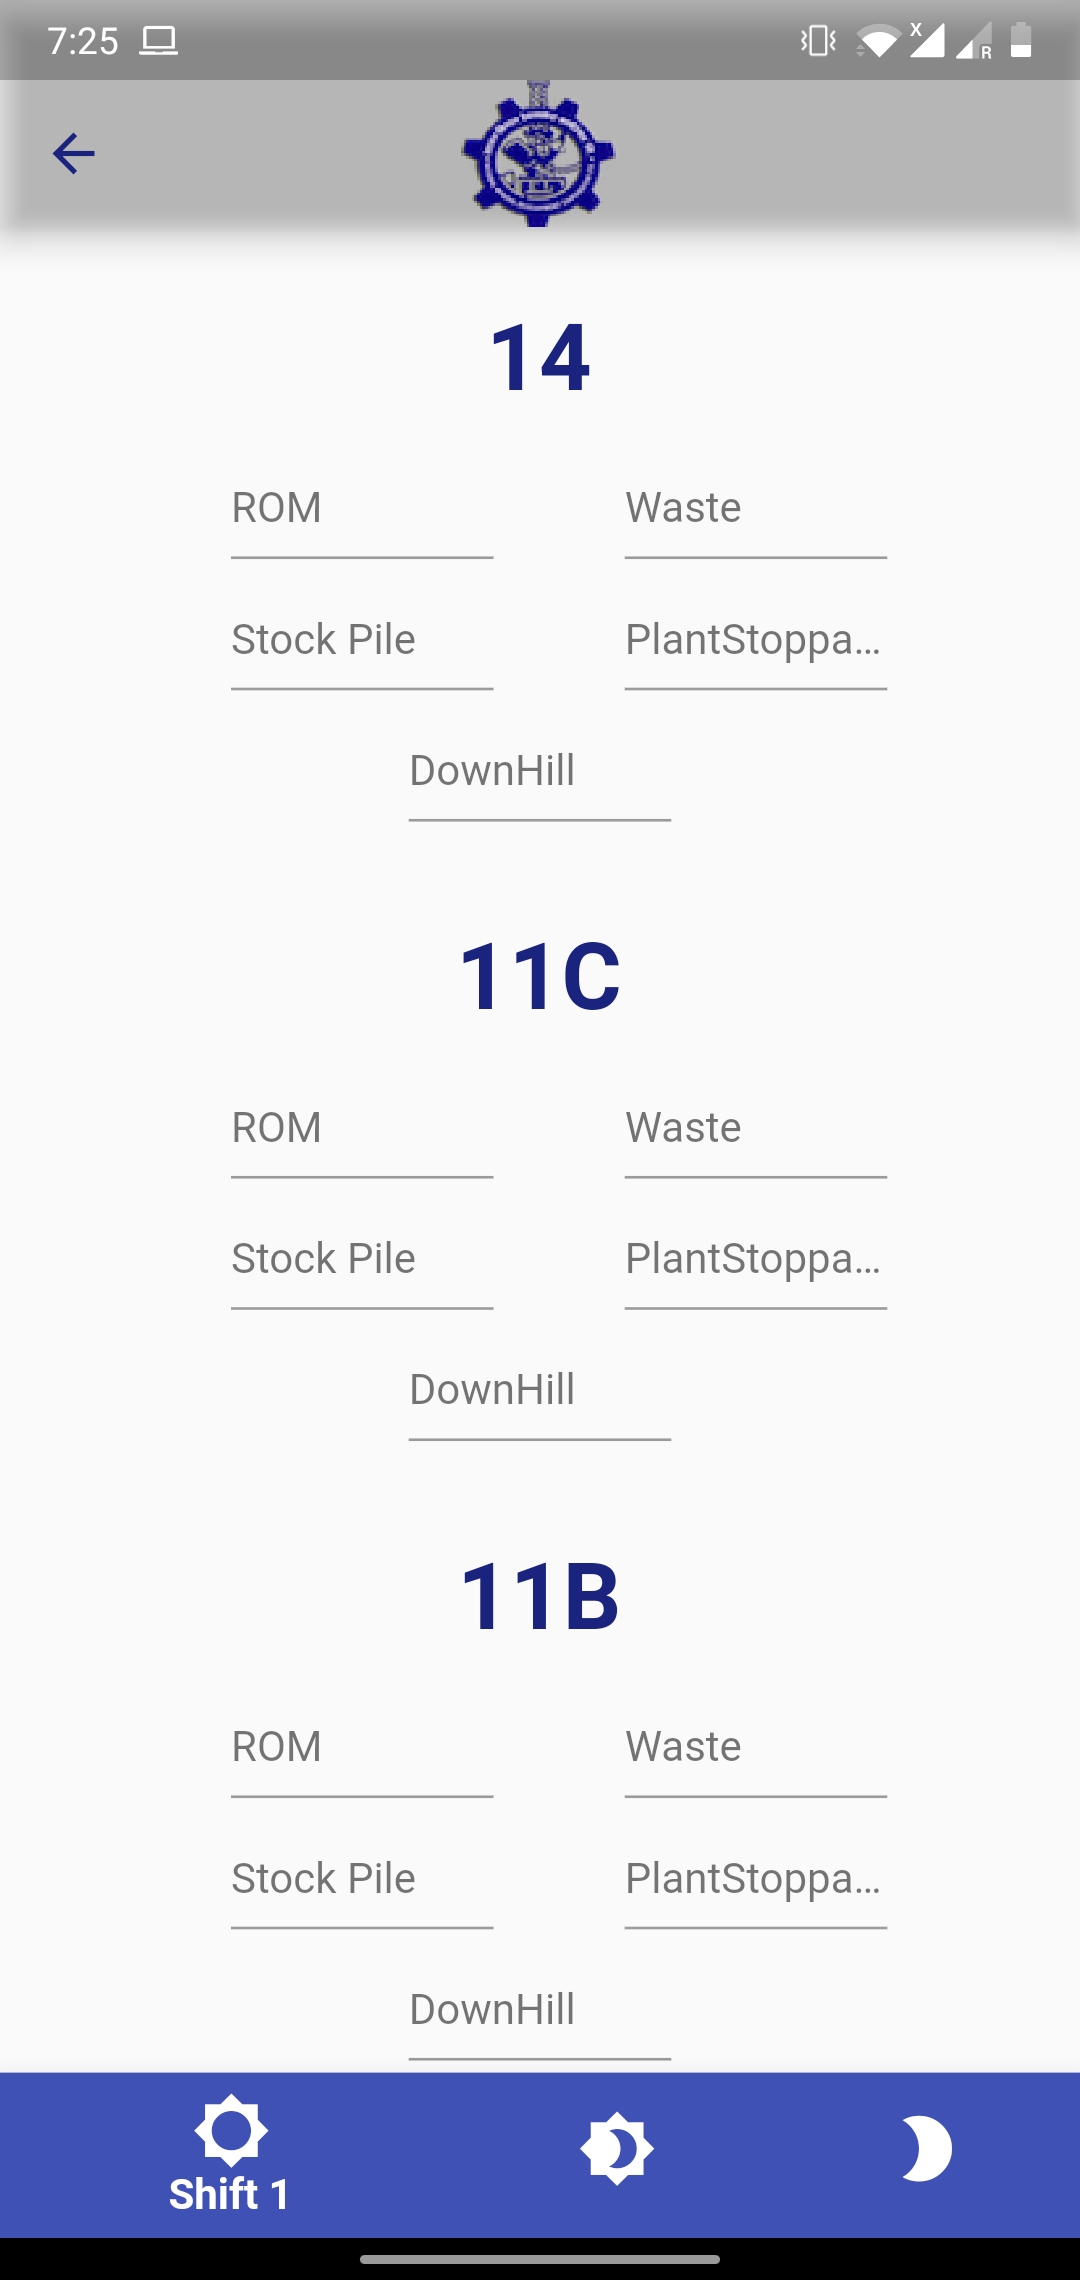 7:25
X
R
14
ROM Waste
Stock Pile PlantStoppa...
DownHill
11C
ROM Waste
Stock Pile PlantStoppa...
DownHill
11B
ROM Waste
Stock Pile PlantStoppa...
DownHill
Shift 1